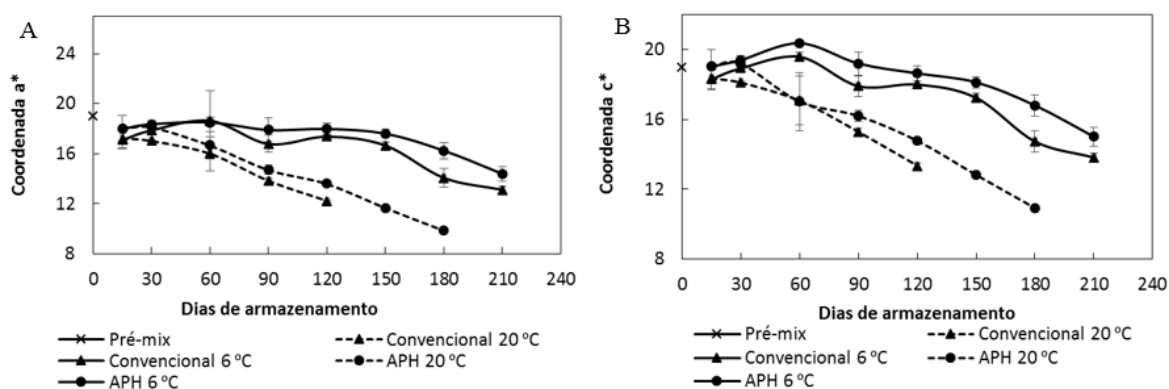 A
Coordenada a*
24
20
16
12
8
0 30 60 90 120 150 180 210 240
Dias de armazenamento
Pré-mix
Convencional 20 ºC
Convencional 6 ºC
APH 20 ºC
APH 6 ºC
B
Coordenada c*
20
16
12
8
0 30 60 90 120 150 180 210 240
Dias de armazenamento
Pré-mix
Convencional 20 ºC
Convencional 6 ºC
APH 20 ºC
APH 6 ºC